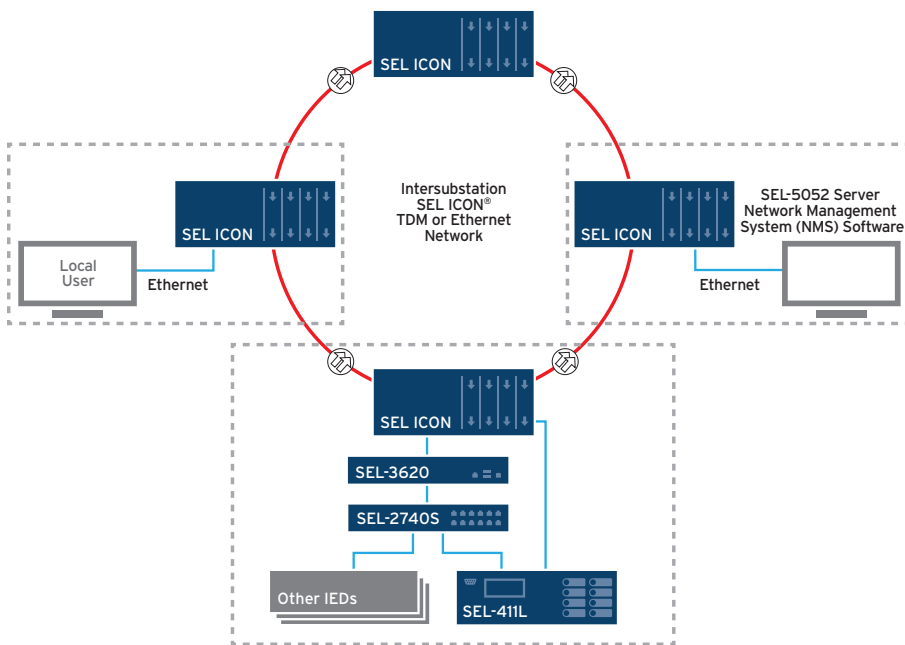 SEL ICON
Intersubstation
SEL ICON®
TDM or Ethernet
Network
SEL ICON
Local
User
Ethernet
SEL ICON
SEL-5052 Server
Network Management
System (NMS) Software
Ethernet
SEL ICON
SEL-3620
SEL-2740S
Other IEDs
SEL-411L